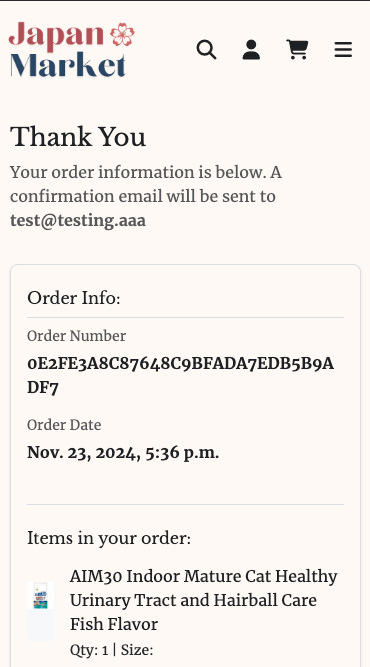 Japan
Market
Thank You
Your order information is below. A
confirmation email will be sent to
test@testing.aaa
Order Info:
Order Number
0E2FE3A8C87648C9BFADA7EDB5B9A
DF7
Order Date
Nov. 23, 2024, 5:36 p.m.
Items in your order:
AIM30 Indoor Mature Cat Healthy
Urinary Tract and Hairball Care
Fish Flavor
Qty: 1 | Size: